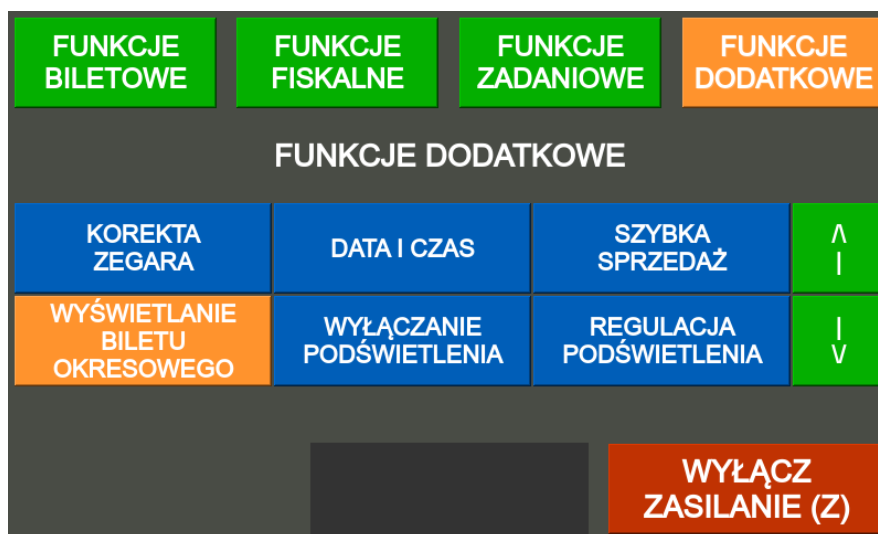 FUNKCJE
BILETOWE
FUNKCJE
FISKALNE
FUNKCJE
ZADANIOWE
FUNKCJE
DODATKOWE
FUNKCJE DODATKOWE
KOREKTA
ZEGARA
DATA I CZAS
SZYBKA
SPRZEDAŻ
/\
|
WYŚWIETLANIE
BILETU
OKRESOWEGO
WYŁĄCZANIE
PODŚWIETLENIA
REGULACJA
PODŚWIETLENIA
|
\/
WYŁĄCZ
ZASILANIE (Z)